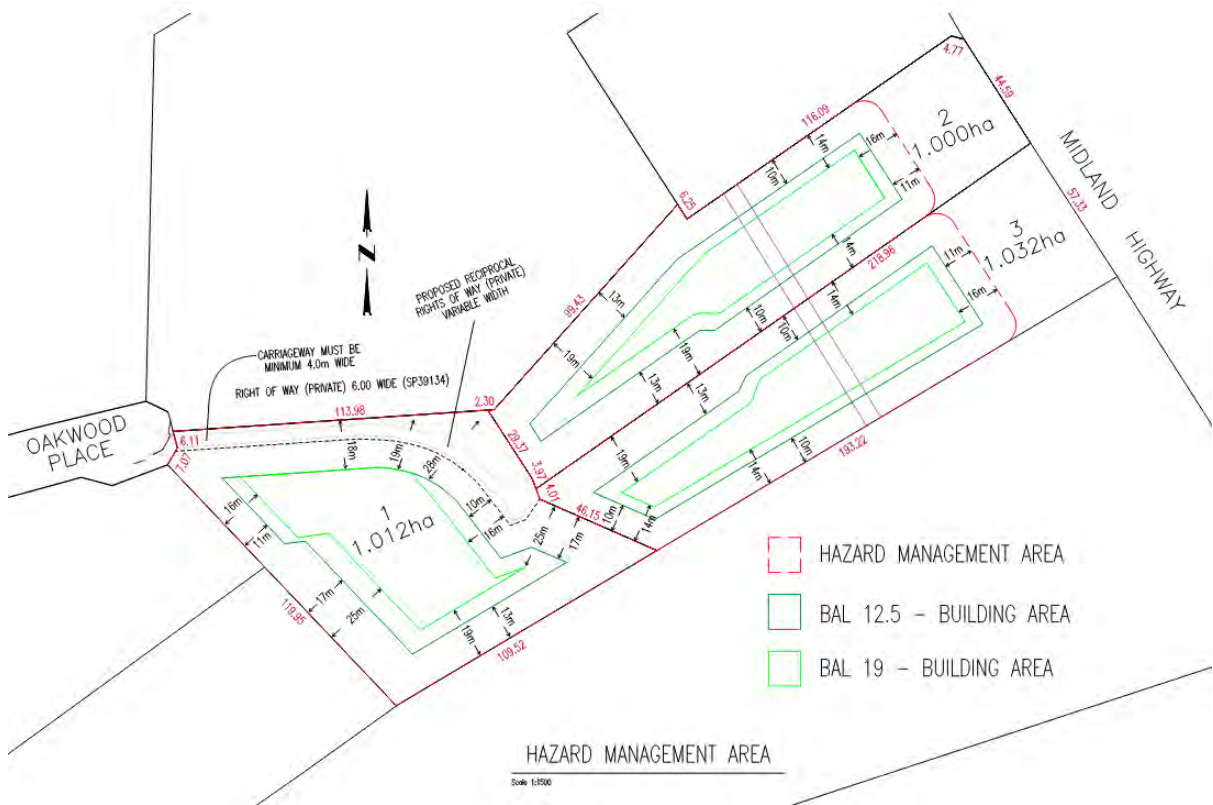 4.77
44.59
116.09
2
1.000ha
14m
16m
10m
11m
MIDLAND HIGHWAY
57.33
6.25
3
1.032ha
14m
218.96
11m
N
PROPOSED RECIPROCAL
RIGHTS OF WAY (PRIVATE)
VARIABLE WIDTH
99.43
13m
14m
16m
10m
10m
19m
19m
CARRIAGEWAY MUST BE
MINIMUM 4.0m WIDE
RIGHT OF WAY (PRIVATE) 6.00 WIDE (SP39134)
13m
13m
2.30
113.98
OAKWOOD
PLACE
6.11
7.07
29.37
18m
19m
28m
3.97
4.01
19m
10m
193.22
14m
10m
16m
1
1.012ha
16m
11m
46.15
10m
14m
25m
17m
17m
25m
119.95
13m
19m
109.52
HAZARD MANAGEMENT AREA
BAL 12.5 - BUILDING AREA
BAL 19 - BUILDING AREA
HAZARD MANAGEMENT AREA
Scale 1:1500